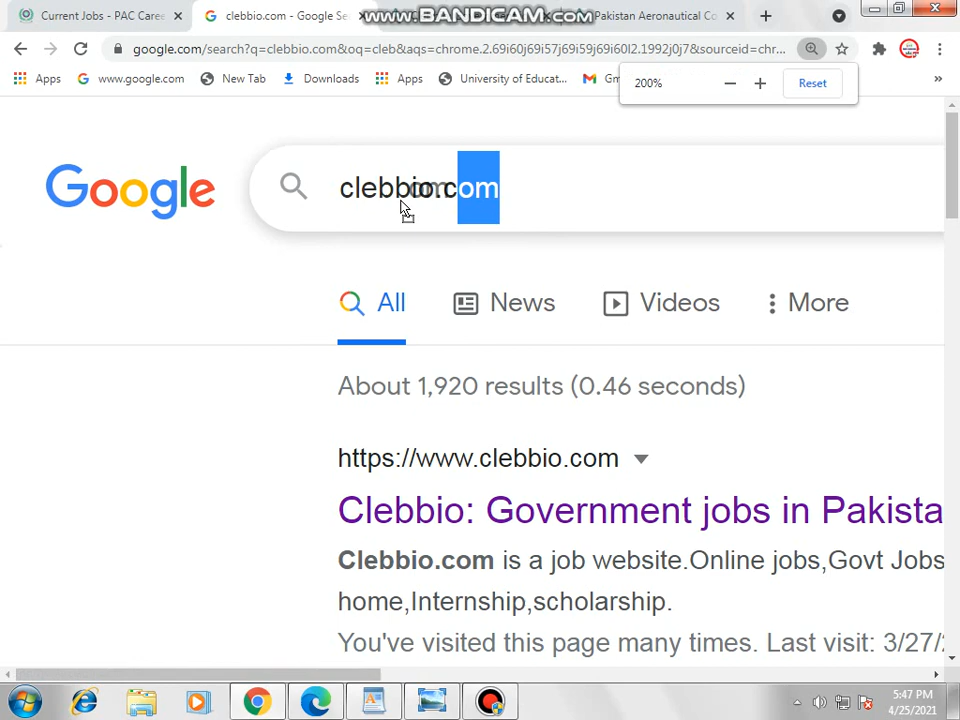 Current Jobs - PAC Caree
clebbio.com - Google Se
www.BANDICAM.com
Pakistan Aeronautical Co
google.com/search?q=clebbio.com&oq=cleb&aqs=chrome.2.69i60j69i57j69i59j69i60l2.1992j0j7&sourceid=chr...
Apps
www.google.com
New Tab
Downloads
Apps
University of Educat...
Gm
»
200%
Reset
Google
clebbio.com
All
News
Videos
More
About 1,920 results (0.46 seconds)
https://www.clebbio.com
Clebbio: Government jobs in Pakista
Clebbio.com is a job website.Online jobs,Govt Jobs
home,Internship,scholarship.
You've visited this page many times. Last visit: 3/27/
5:47 PM
4/25/2021